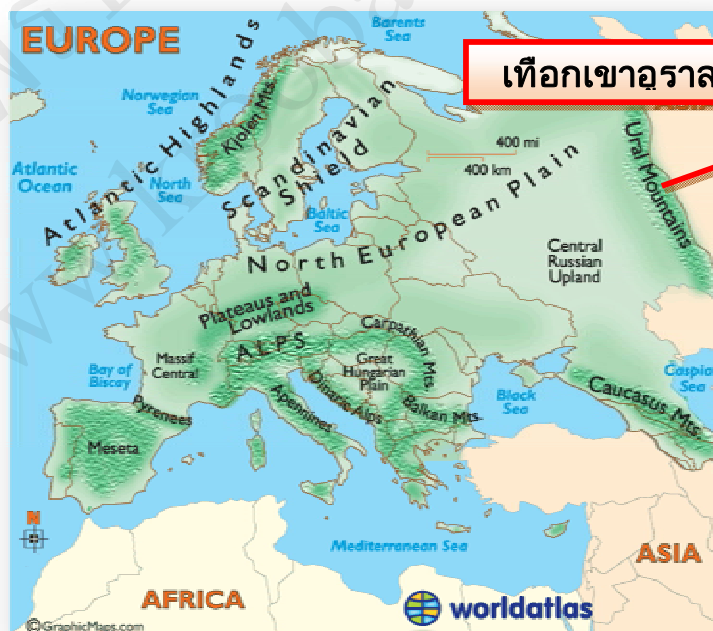 EUROPE
Barents
Sea
เทือกเขาอูราล
Norwegian
Sea
Atlantic Highlands
Kjolen Mts.
Scandinavian
Shield
400 mi
400 km
Ural Mountains
Atlantic
Ocean
North
Sea
Baltic
Sea
North European Plain
Central
Russian
Upland
Plateaus and
Lowlands
Carpathian Mts.
ALPS
Massif
Central
Great
Hungarian
Plain
Bay of
Biscay
Dinaric Alps
Caspian
Sea
Black
Sea
Caucasus Mts.
Pyrenees
Apennines
Balkan Mts.
Meseta
N
Mediterranean Sea
ASIA
AFRICA
worldatlas
©GraphicMaps.com